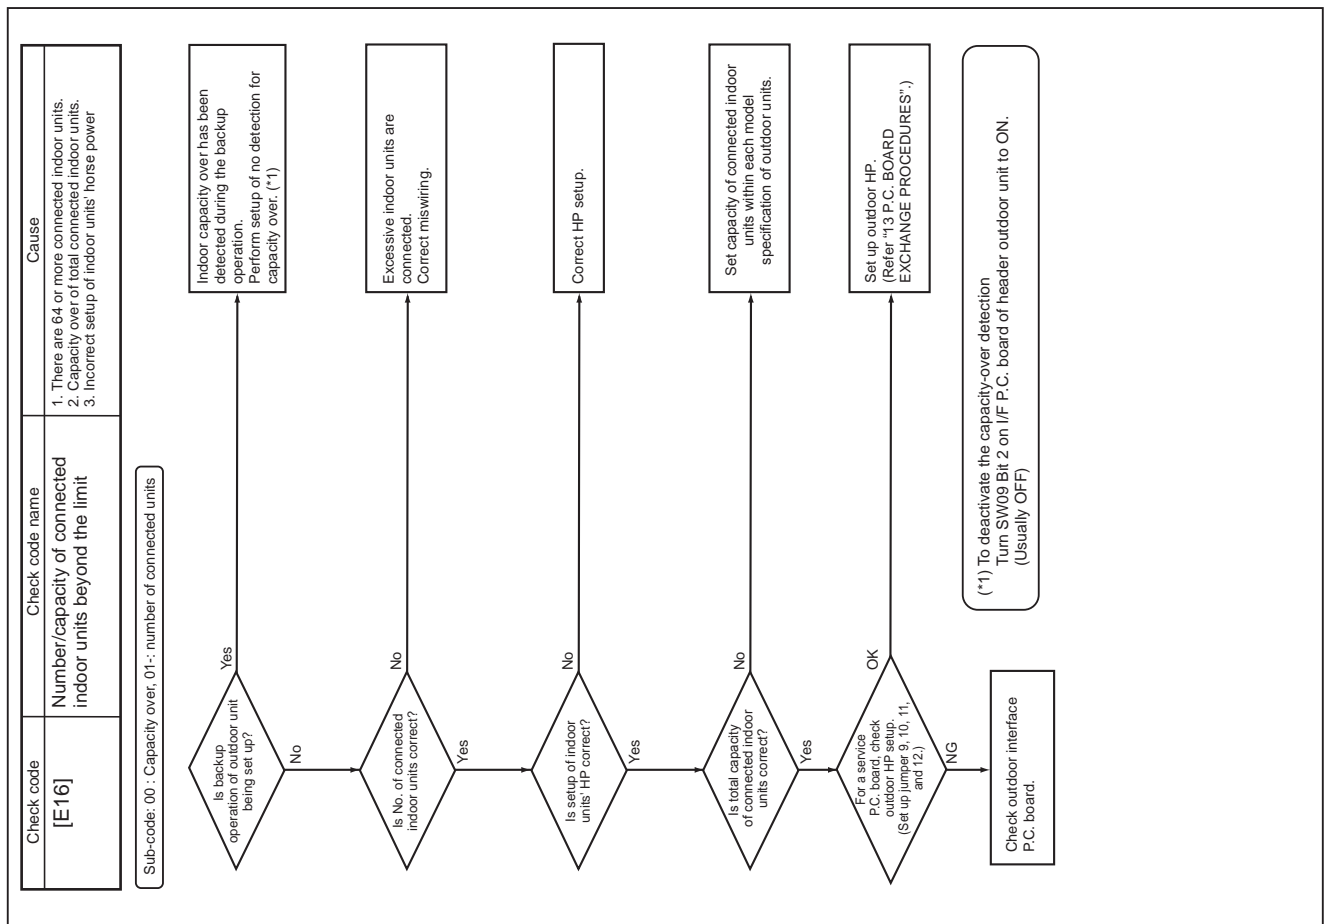 Check code
Check code name
Cause
[E16]
Number/capacity of connected
indoor units beyond the limit
1. There are 64 or more connected indoor units.
2. Capacity over of total connected indoor units.
3. Incorrect setup of indoor units' horse power
Sub-code: 00 : Capacity over, 01-: number of connected units
Is backup
operation of outdoor unit
being set up?
Yes
Indoor capacity over has been
detected during the backup
operation.
Perform setup of no detection for
capacity over. (*1)
No
Is No. of connected
indoor units correct?
No
Excessive indoor units are
connected.
Correct miswiring.
Yes
Is setup of indoor
units' HP correct?
No
Correct HP setup.
Yes
Is total capacity
of connected indoor
units correct?
No
Set capacity of connected indoor
units within each model
specification of outdoor units.
Yes
For a service
P.C. board, check
outdoor HP setup.
(Set up jumper 9, 10, 11,
and 12.)
OK
Set up outdoor HP.
(Refer “13 P.C. BOARD
EXCHANGE PROCEDURES”.)
NG
Check outdoor interface
P.C. board.
(*1) To deactivate the capacity-over detection
Turn SW09 Bit 2 on I/F P.C. board of header outdoor unit to ON.
(Usually OFF)